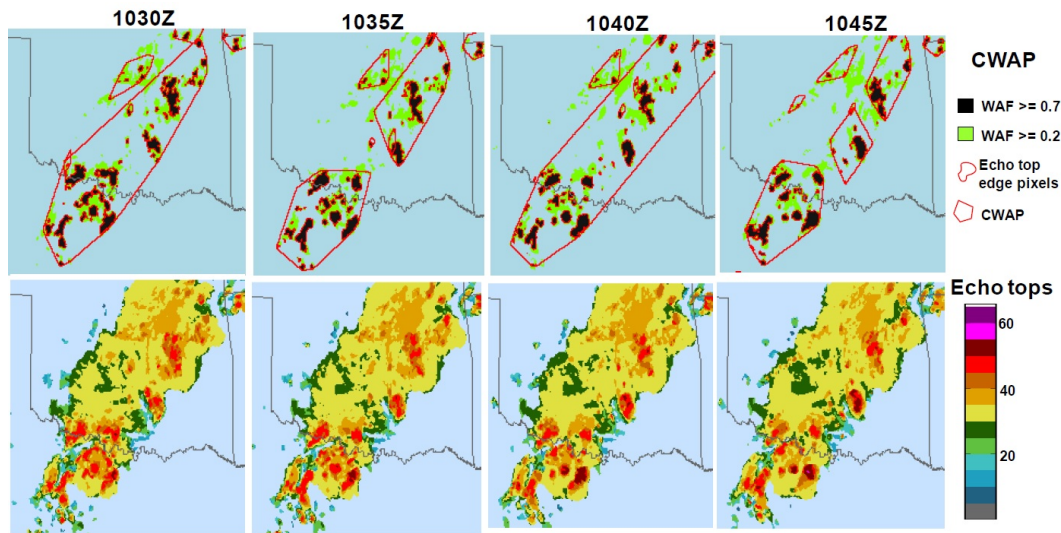 1030Z
1035Z
1040Z
1045Z
CWAP
WAF >= 0.7
WAF >= 0.2
Echo top
edge pixels
CWAP
Echo tops
60
40
20